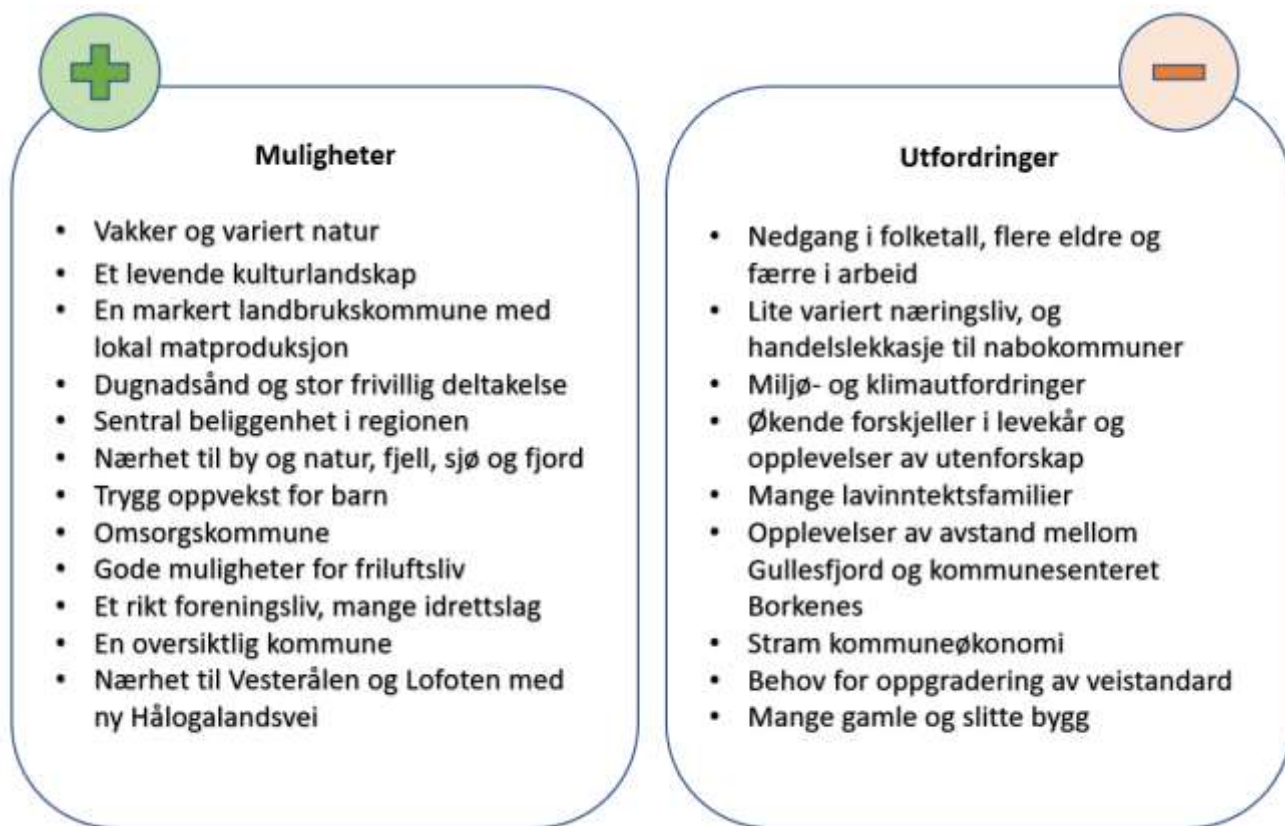 Muligheter
• Vakker og variert natur
• Et levende kulturlandskap
• En markert landbrukskommune med
lokal matproduksjon
• Dugnadsånd og stor frivillig deltakelse
• Sentral beliggenhet i regionen
• Nærhet til by og natur, fjell, sjø og fjord
• Trygg oppvekst for barn
• Omsorgskommune
• Gode muligheter for friluftsliv
• Et rikt foreningsliv, mange idrettslag
• En oversiktlig kommune
• Nærhet til Vesterålen og Lofoten med
ny Hålogalandsvei
Utfordringer
• Nedgang i folketall, flere eldre og
færre i arbeid
• Lite variert næringsliv, og
handelslekkasje til nabokommuner
• Miljø- og klimautfordringer
• Økende forskjeller i levekår og
opplevelser av utenforskap
• Mange lavinntektsfamilier
• Opplevelser av avstand mellom
Gullesfjord og kommunesenteret
Borkenes
• Stram kommuneøkonomi
• Behov for oppgradering av veistandard
• Mange gamle og slitte bygg